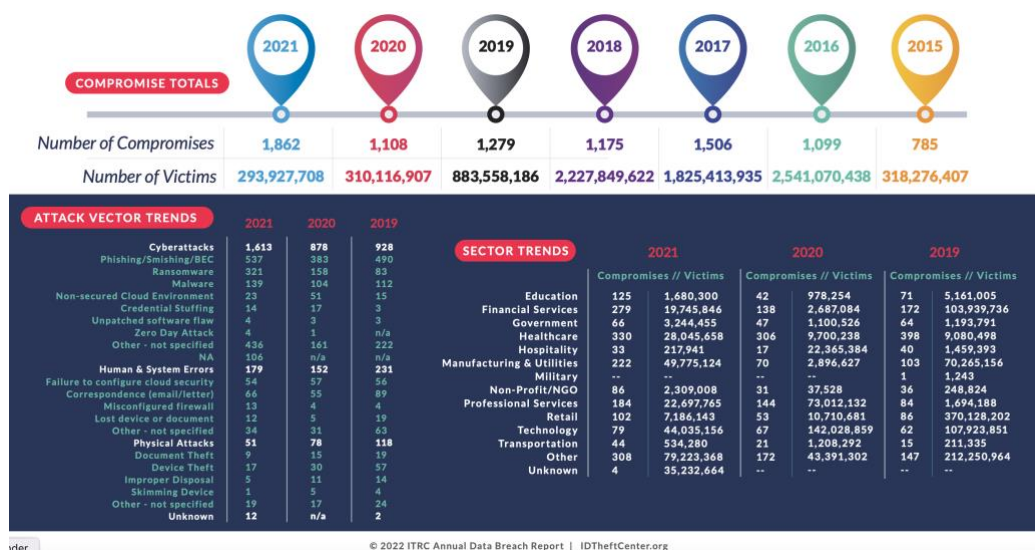 2021 2020 2019 2018 2017 2016 2015
COMPROMISE TOTALS
Number of Compromises 1,862 1,108 1,279 1,175 1,506 1,099 785
Number of Victims 293,927,708 310,116,907 883,558,186 2,227,849,622 1,825,413,935 2,541,070,438 318,276,407
ATTACK VECTOR TRENDS 2021 2020 2019
Cyberattacks 1,613 878 928
Phishing/Smishing/BEC 537 383 490
Ransomware 321 158 83
Malware 139 104 112
Non-secured Cloud Environment 23 51 15
Credential Stuffing 14 17 3
Unpatched software flaw 4 3 3
Zero Day Attack 4 1 n/a
Other - not specified 436 161 222
NA 106 n/a n/a
Human & System Errors 179 152 231
Failure to configure cloud security 54 57 56
Correspondence (email/letter) 66 55 89
Misconfigured firewall 13 4 4
Lost device or document 12 5 19
Other - not specified 34 31 63
Physical Attacks 51 78 118
Document Theft 9 15 19
Device Theft 17 30 57
Improper Disposal 5 11 14
Skimming Device 1 5 4
Other - not specified 19 17 24
Unknown 12 n/a 2
SECTOR TRENDS 2021 2020 2019
Compromises // Victims Compromises // Victims Compromises // Victims
Education 125 1,680,300 42 978,254 71 5,161,005
Financial Services 279 19,745,846 138 2,687,084 172 103,939,736
Government 66 3,244,455 47 1,100,526 64 1,193,791
Healthcare 330 28,045,658 306 9,700,238 398 9,080,498
Hospitality 33 217,941 17 22,365,384 40 1,459,393
Manufacturing & Utilities 222 49,775,124 70 2,896,627 103 70,265,156
Military -- -- -- -- 1 1,243
Non-Profit/NGO 86 2,309,008 31 37,528 36 248,824
Professional Services 184 22,697,765 144 73,012,132 84 1,694,188
Retail 102 7,186,143 53 10,710,681 86 370,128,202
Technology 79 44,035,156 67 142,028,859 62 107,923,851
Transportation 44 534,280 21 1,208,292 15 211,335
Other 308 79,223,368 172 43,391,302 147 212,250,964
Unknown 4 35,232,664 -- -- -- --
© 2022 ITRC Annual Data Breach Report | IDTheftCenter.org